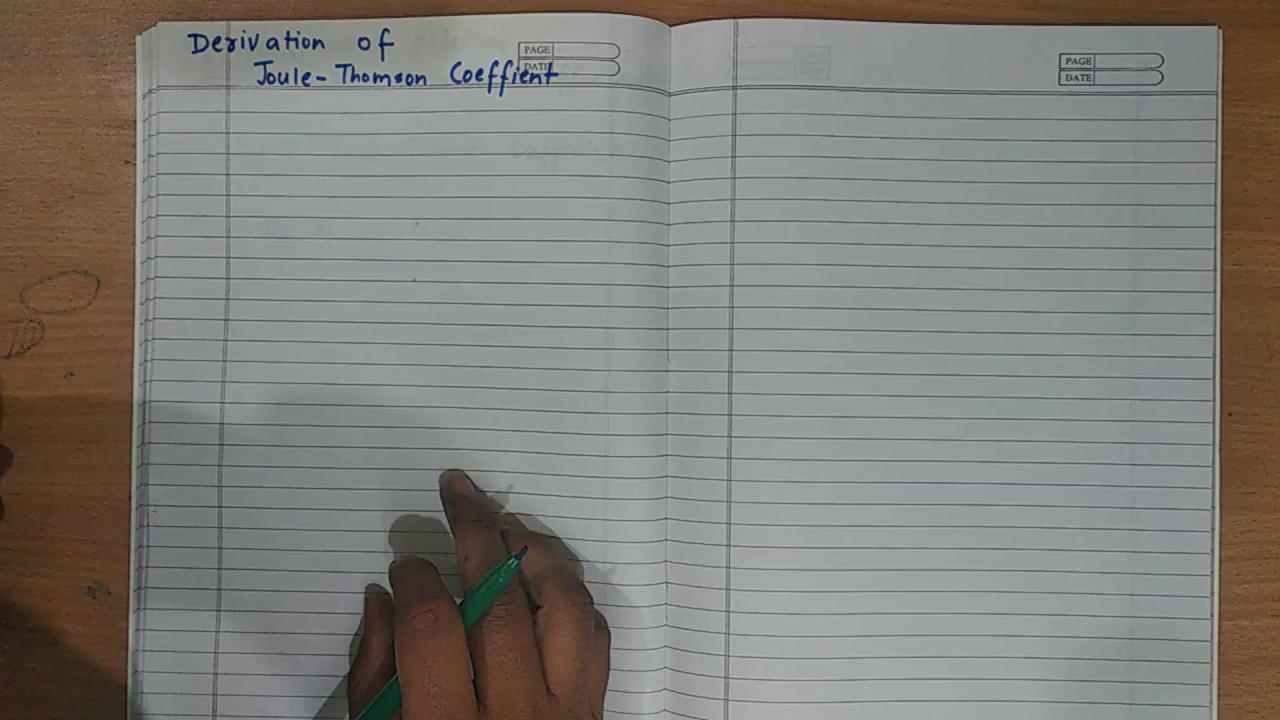 Derivation of
Joule-Thomson Coeffient
PAGE
DATE
PAGE
DATE